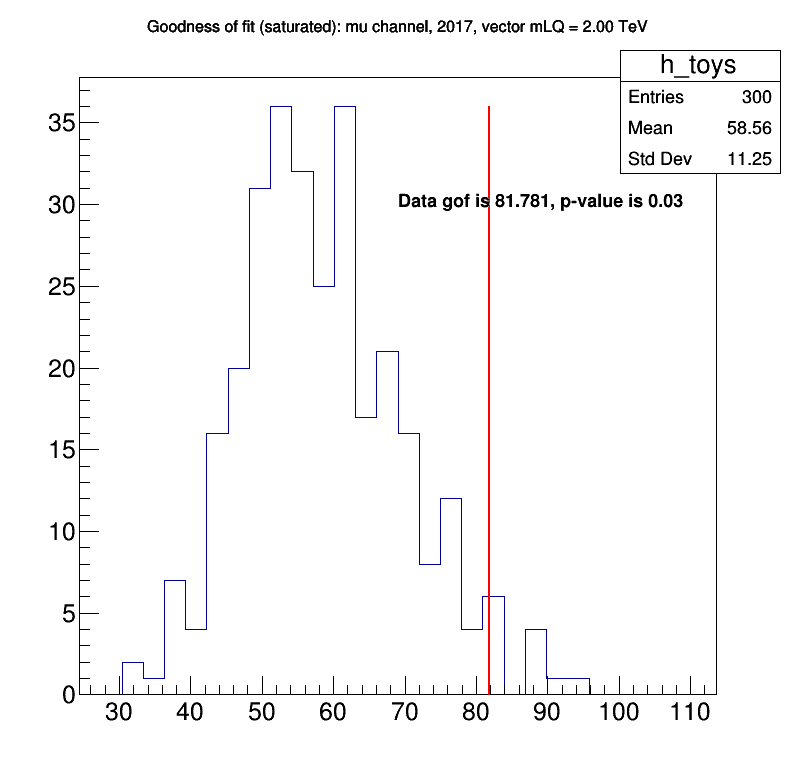 Goodness of fit (saturated): mu channel, 2017, vector mLQ = 2.00 TeV
h_toys
Entries 300
Mean 58.56
Std Dev 11.25
Data gof is 81.781, p-value is 0.03
35
30
25
20
15
10
5
0
30 40 50 60 70 80 90 100 110